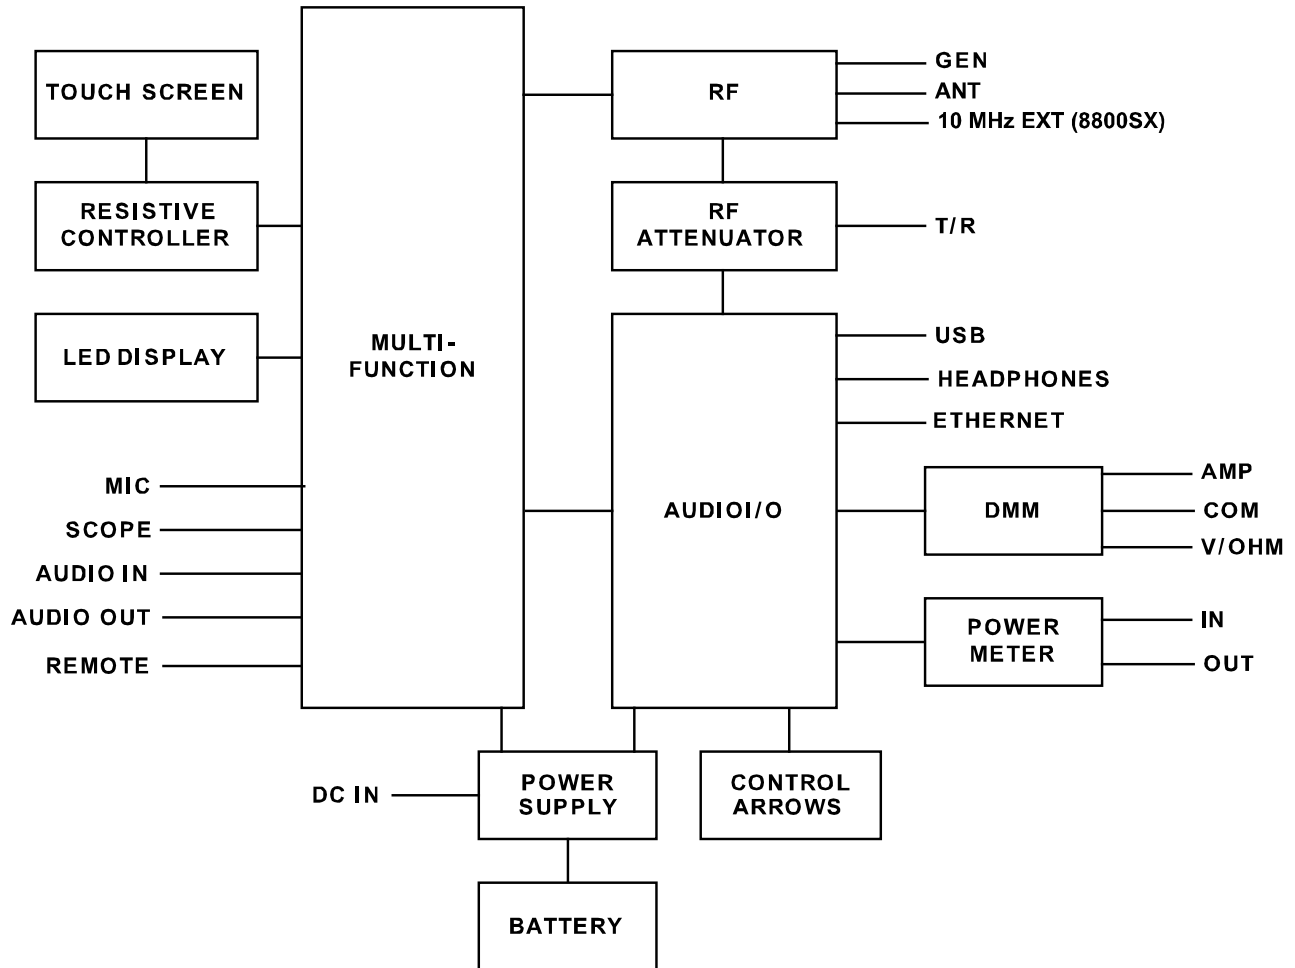 TOUCH SCREEN
RESISTIVE
CONTROLLER
LED DISPLAY
MIC
SCOPE
AUDIO IN
AUDIO OUT
REMOTE
MULTI-
FUNCTION
RF
GEN
ANT
10 MHz EXT (8800SX)
RF
ATTENUATOR
T/R
AUDIO I/O
USB
HEADPHONES
ETHERNET
DMM
AMP
COM
V/OHM
POWER
METER
IN
OUT
DC IN
POWER
SUPPLY
CONTROL
ARROWS
BATTERY